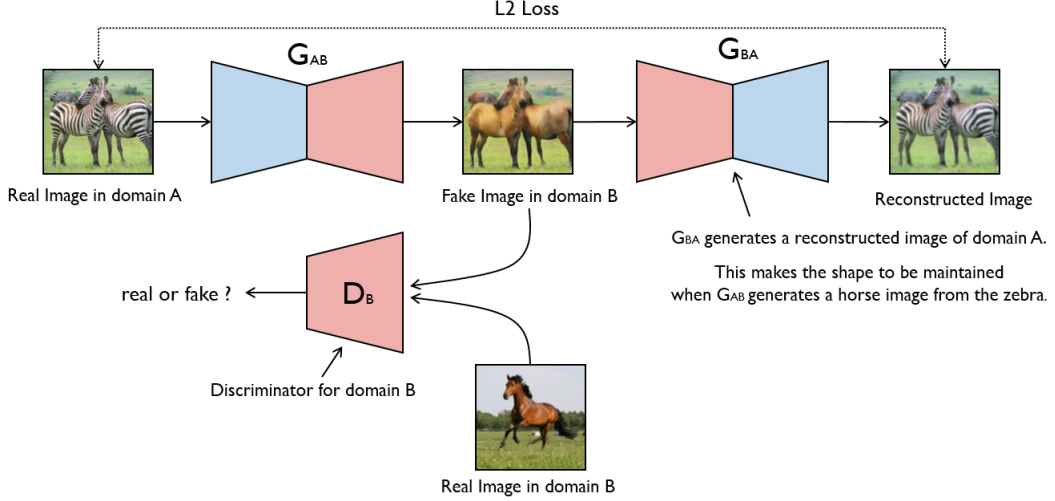 L2 Loss
GAB
GBA
Real Image in domain A
Fake Image in domain B
Reconstructed Image
GBA generates a reconstructed image of domain A.
This makes the shape to be maintained
when GAB generates a horse image from the zebra.
real or fake ?
DB
Discriminator for domain B
Real Image in domain B